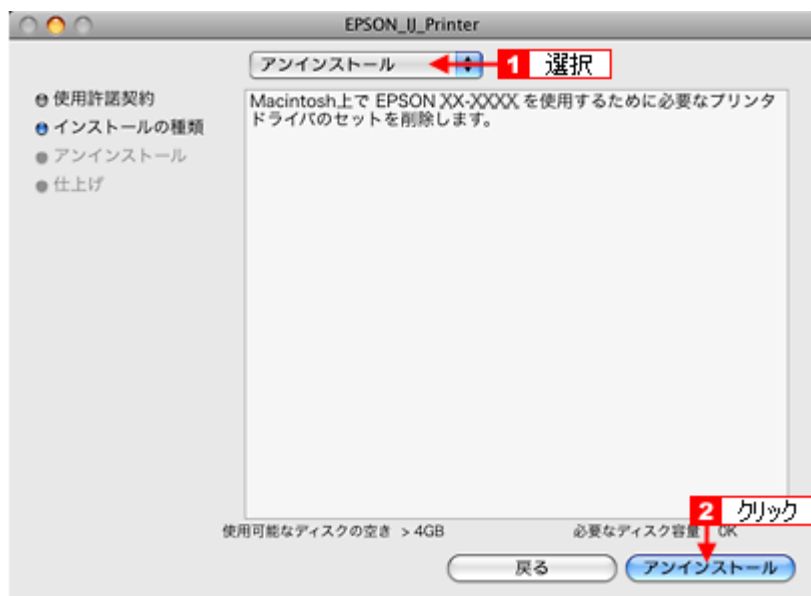 EPSON_IJ_Printer
アンインストール
1 選択
使用許諾契約
インストールの種類
アンインストール
仕上げ
Macintosh上で EPSON XX-XXXX を使用するために必要なプリンタ
ドライバのセットを削除します。
使用可能なディスクの空き > 4GB
必要なディスク容量 OK
2 クリック
戻る
アンインストール